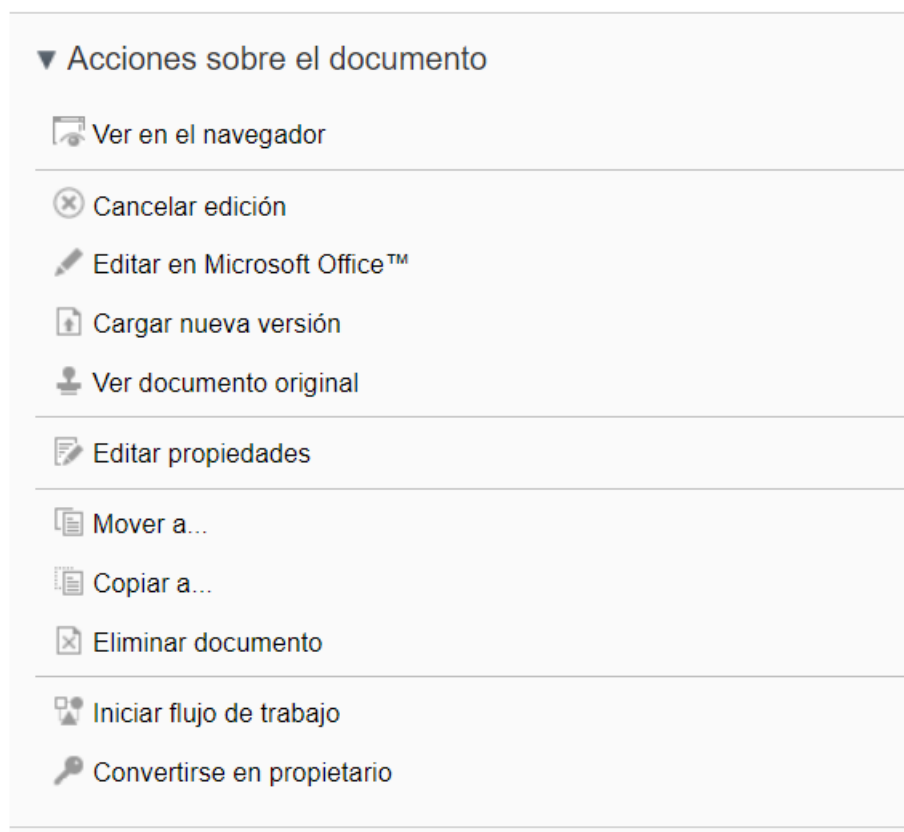 Acciones sobre el documento
Ver en el navegador
Cancelar edición
Editar en Microsoft Office™
Cargar nueva versión
Ver documento original
Editar propiedades
Mover a...
Copiar a...
Eliminar documento
Iniciar flujo de trabajo
Convertirse en propietario